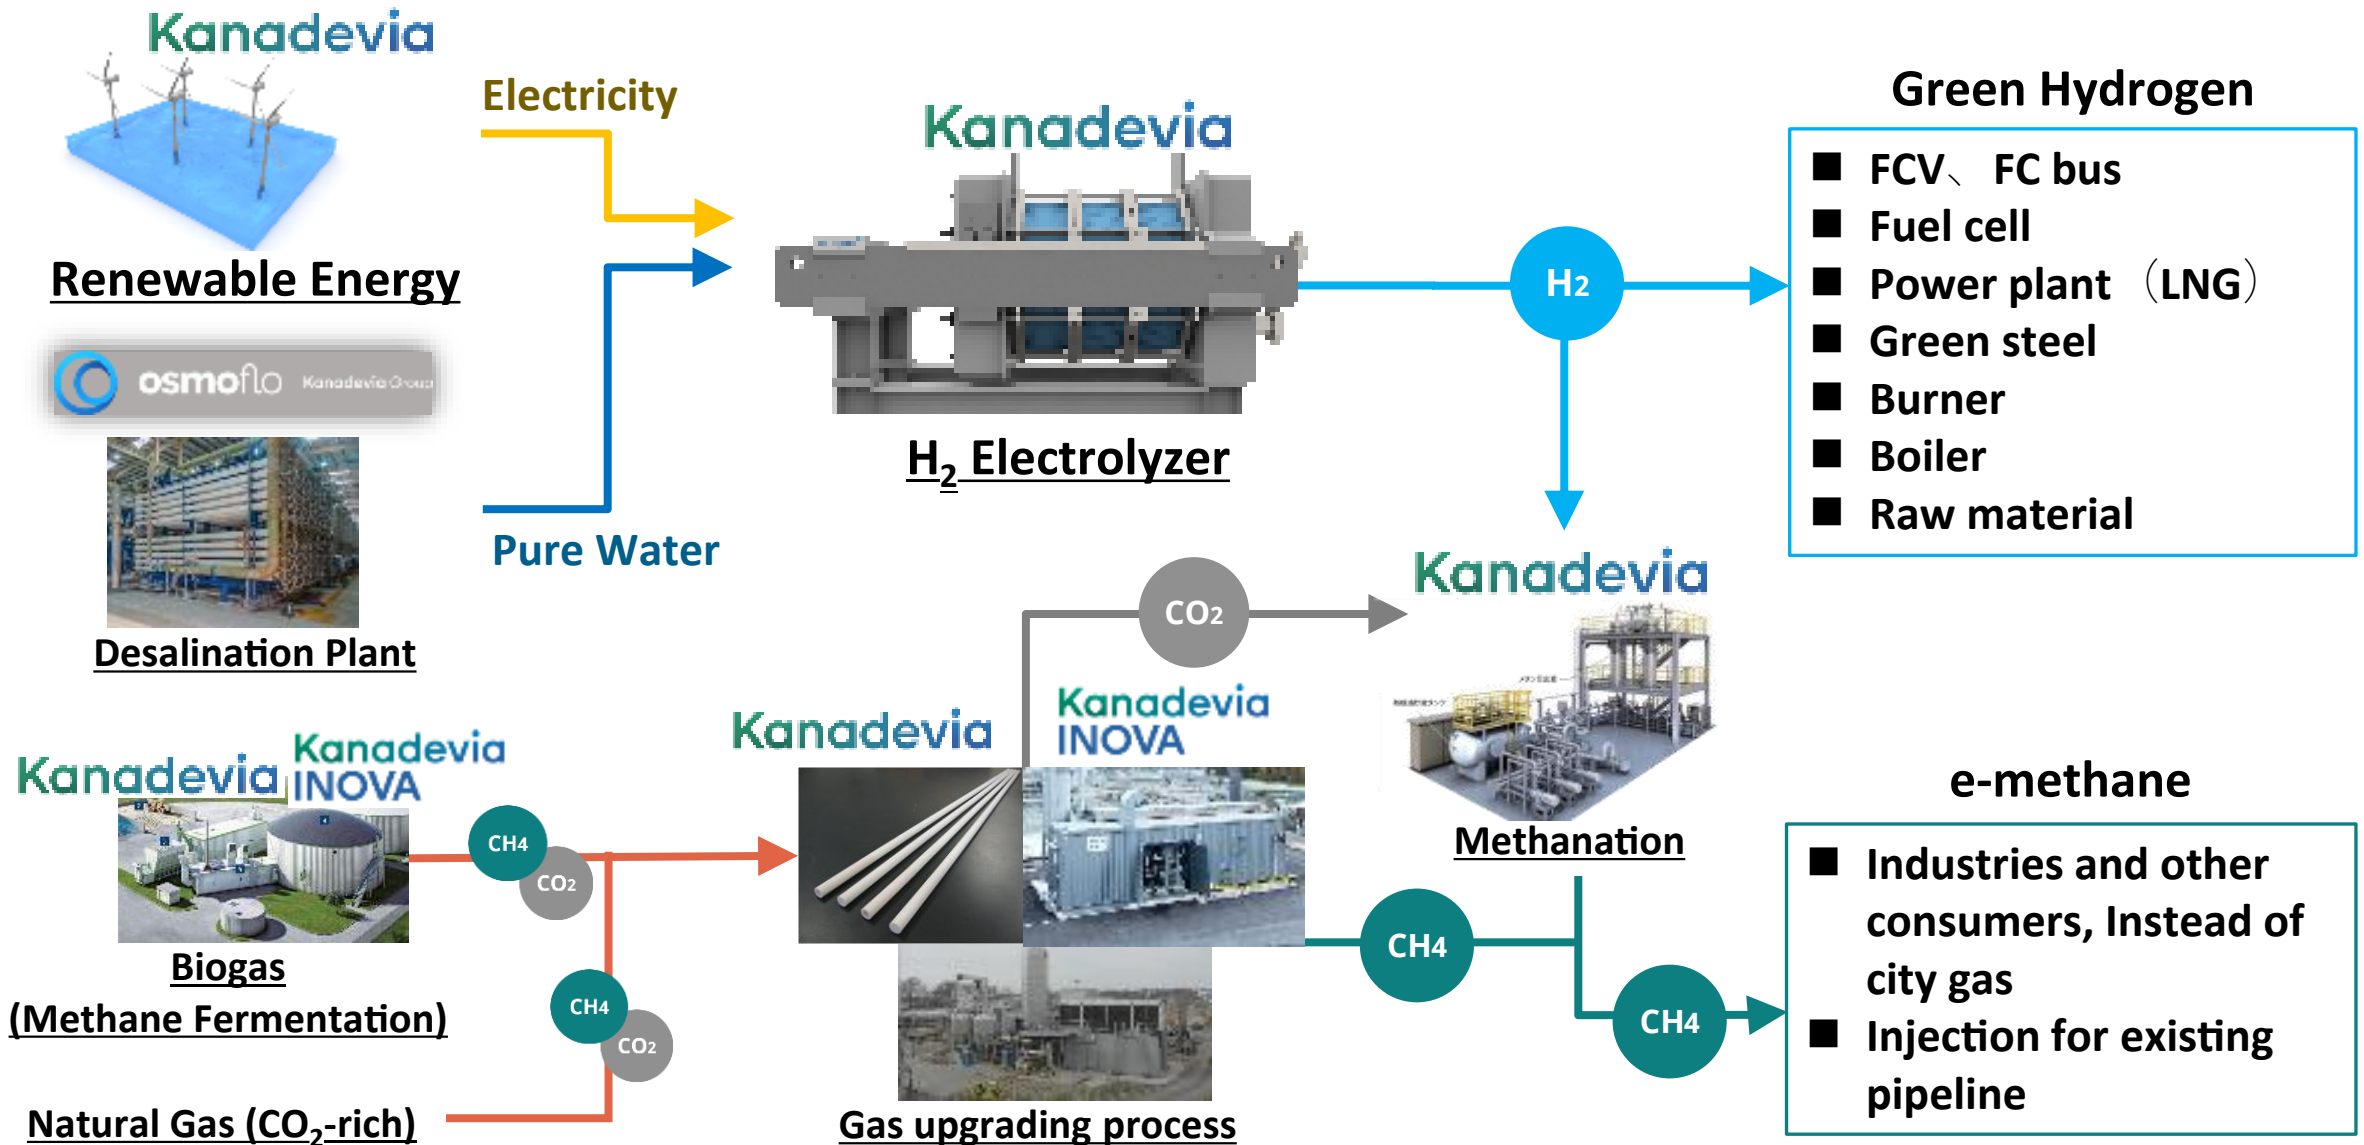 Kanadevia
Electricity
Renewable Energy
osmoflo Kanadevia Group
Desalination Plant
Pure Water
Kanadevia
H₂ Electrolyzer
H2
Green Hydrogen
■ FCV、 FC bus
■ Fuel cell
■ Power plant （LNG）
■ Green steel
■ Burner
■ Boiler
■ Raw material
CO2
Kanadevia
Methanation
Kanadevia
Kanadevia
INOVA
CH4
CO2
Biogas
(Methane Fermentation)
CH4
CO2
Natural Gas (CO₂-rich)
Kanadevia
Kanadevia
INOVA
Gas upgrading process
CH4
CH4
e-methane
■ Industries and other
consumers, Instead of
city gas
■ Injection for existing
pipeline